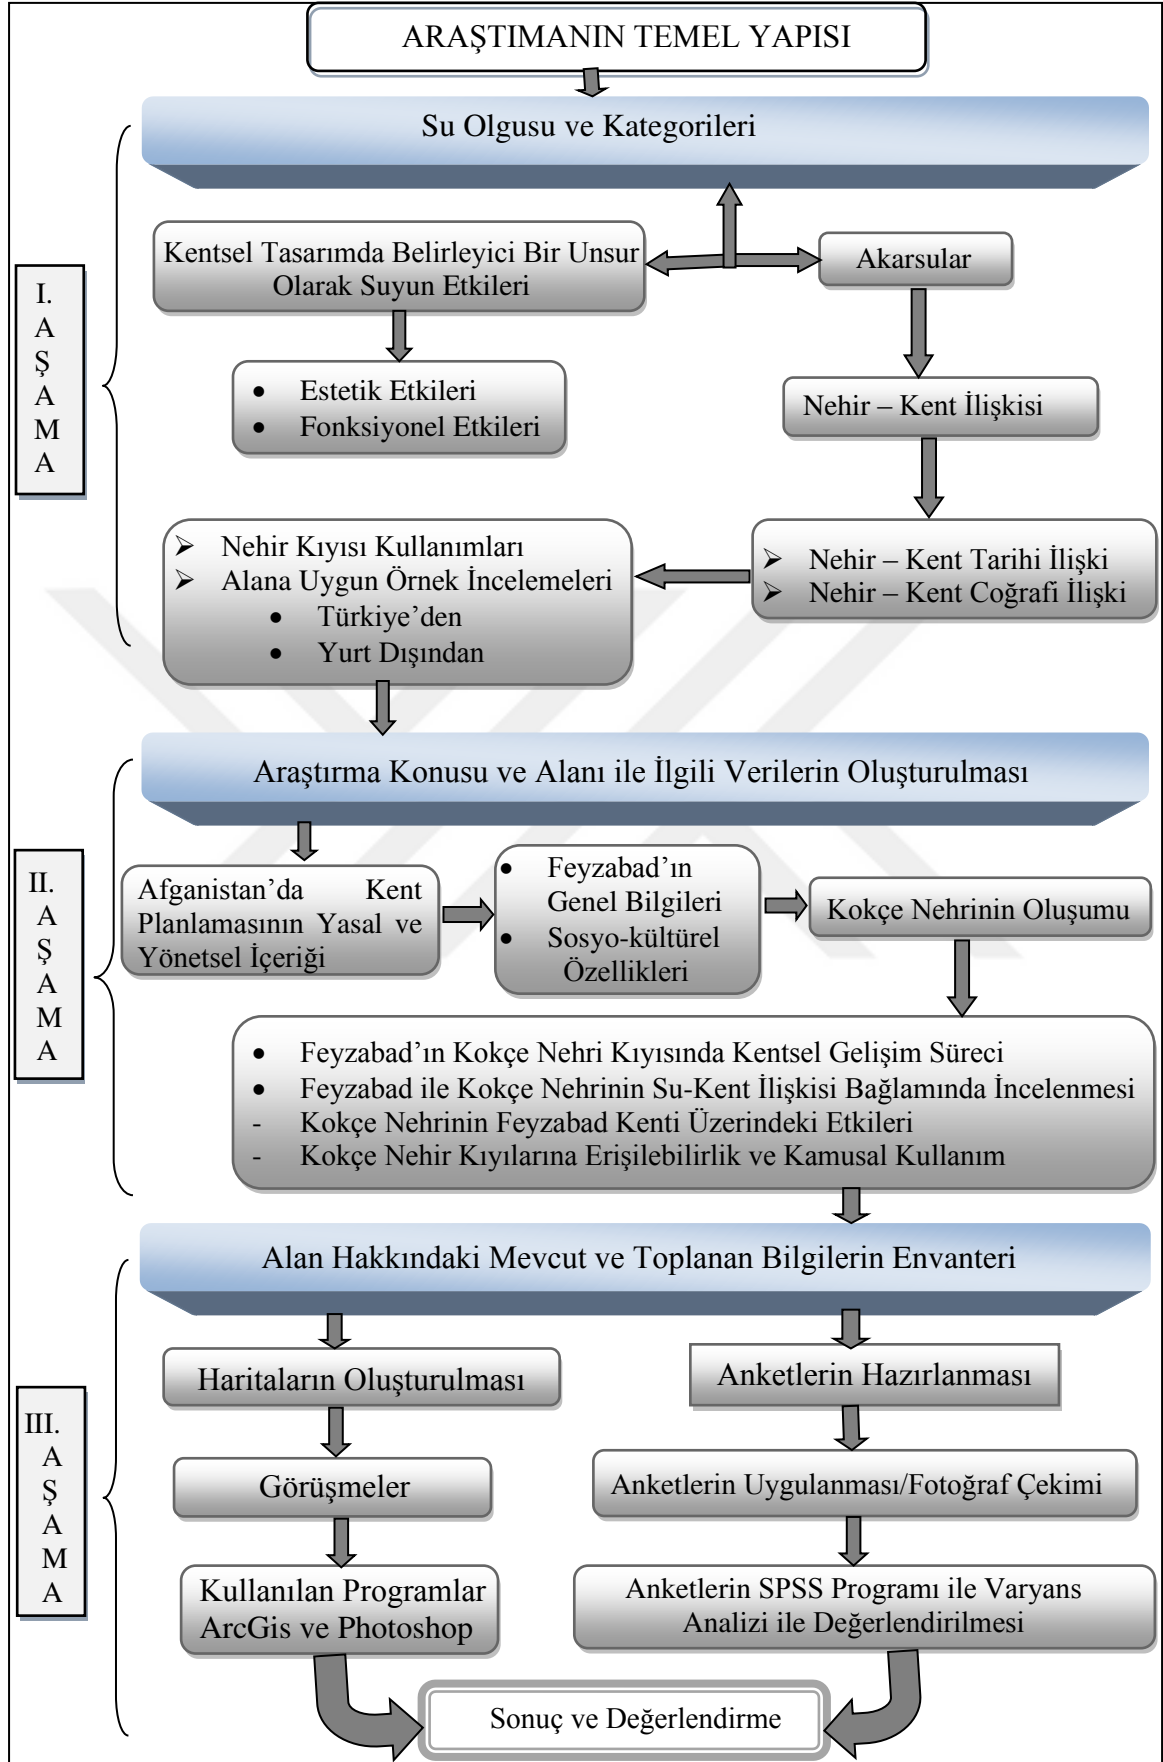 ARAŞTIMANIN TEMEL YAPISI
Su Olgusu ve Kategorileri
I.
A
Ş
A
M
A
Kentsel Tasarımda Belirleyici Bir Unsur
Olarak Suyun Etkileri
Akarsular
• Estetik Etkileri
• Fonksiyonel Etkileri
Nehir – Kent İlişkisi
➢ Nehir – Kent Tarihi İlişki
➢ Nehir – Kent Coğrafi İlişki
➢ Nehir Kıyısı Kullanımları
➢ Alana Uygun Örnek İncelemeleri
• Türkiye’den
• Yurt Dışından
Araştırma Konusu ve Alanı ile İlgili Verilerin Oluşturulması
II.
A
Ş
A
M
A
Afganistan’da Kent
Planlamasının Yasal ve
Yönetsel İçeriği
• Feyzabad’ın
Genel Bilgileri
• Sosyo-kültürel
Özellikleri
Kokçe Nehrinin Oluşumu
• Feyzabad’ın Kokçe Nehri Kıyısında Kentsel Gelişim Süreci
• Feyzabad ile Kokçe Nehrinin Su-Kent İlişkisi Bağlamında İncelenmesi
- Kokçe Nehrinin Feyzabad Kenti Üzerindeki Etkileri
- Kokçe Nehir Kıyılarına Erişilebilirlik ve Kamusal Kullanım
Alan Hakkındaki Mevcut ve Toplanan Bilgilerin Envanteri
III.
A
Ş
A
M
A
Haritaların Oluşturulması
Görüşmeler
Kullanılan Programlar
ArcGis ve Photoshop
Anketlerin Hazırlanması
Anketlerin Uygulanması/Fotoğraf Çekimi
Anketlerin SPSS Programı ile Varyans
Analizi ile Değerlendirilmesi
Sonuç ve Değerlendirme